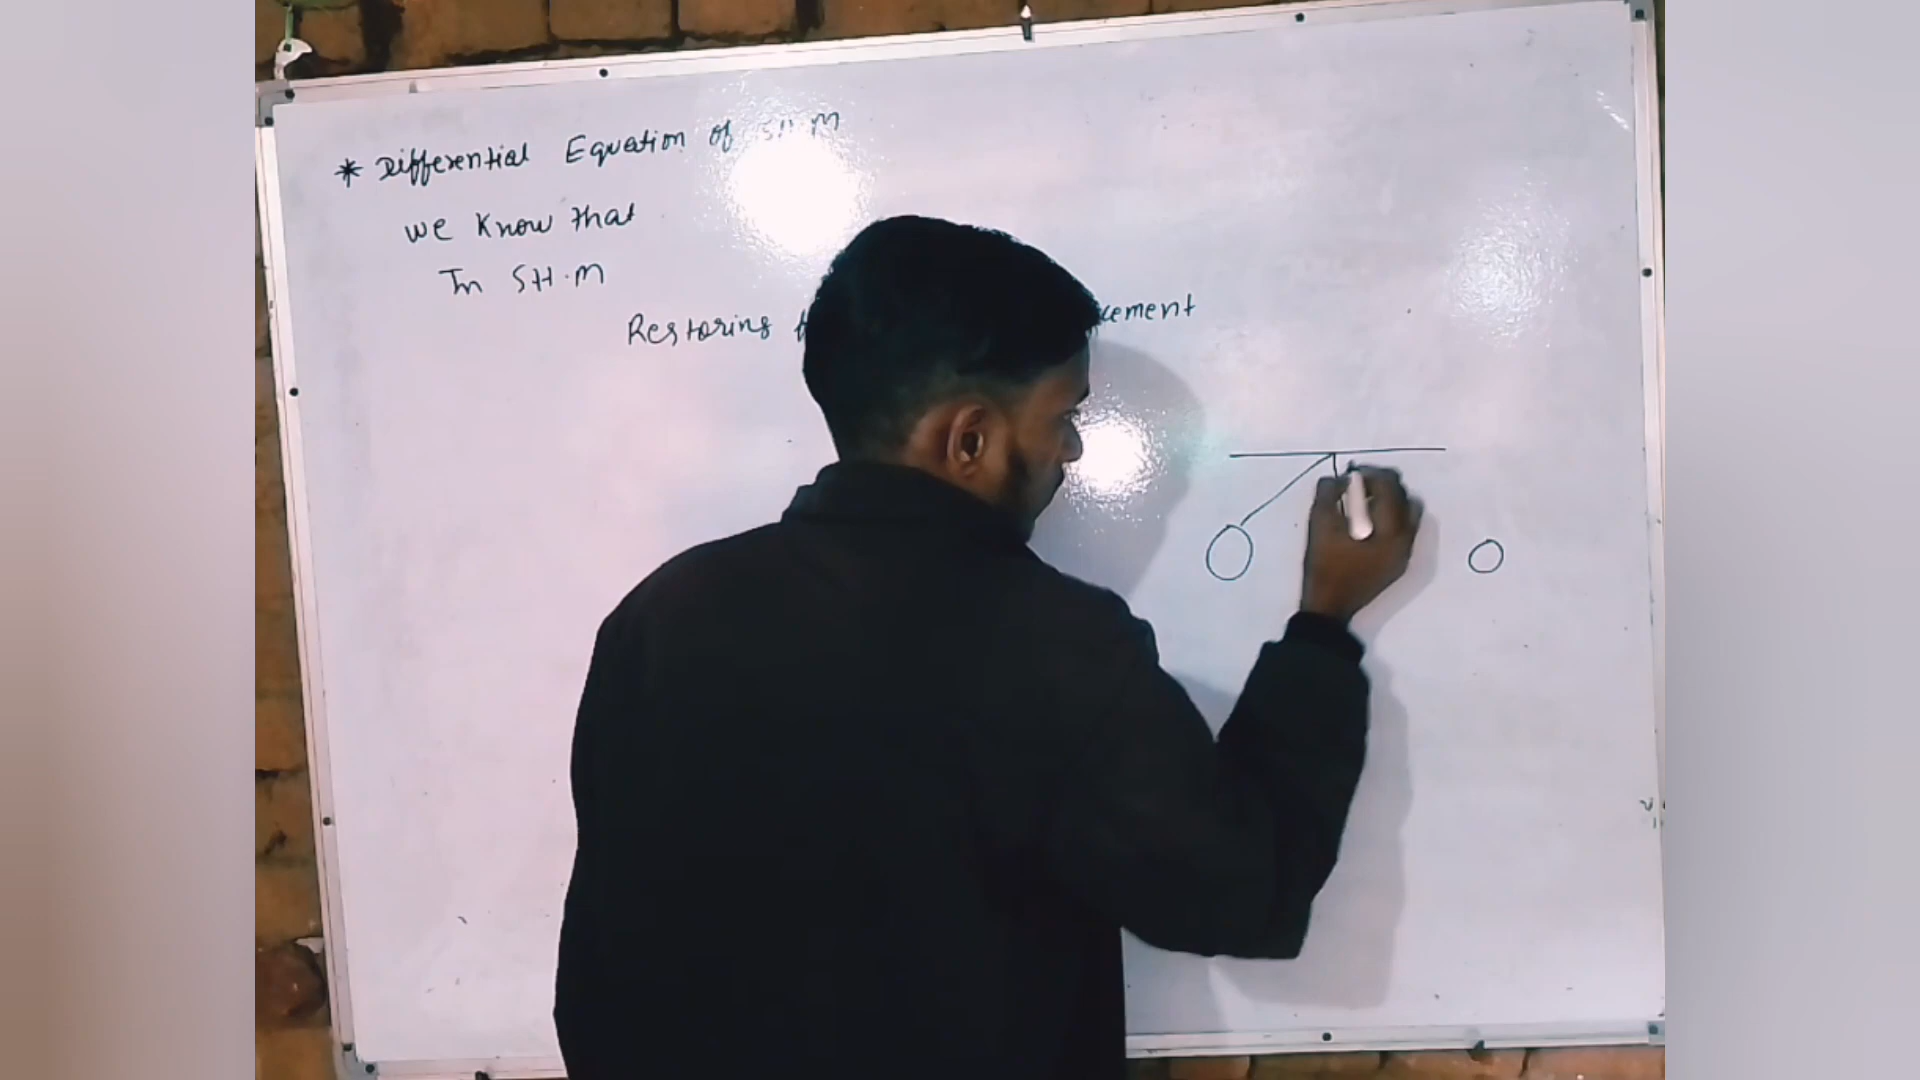 * Differential Equation of S.H.M
we know that
In S.H.M
Restoring cement